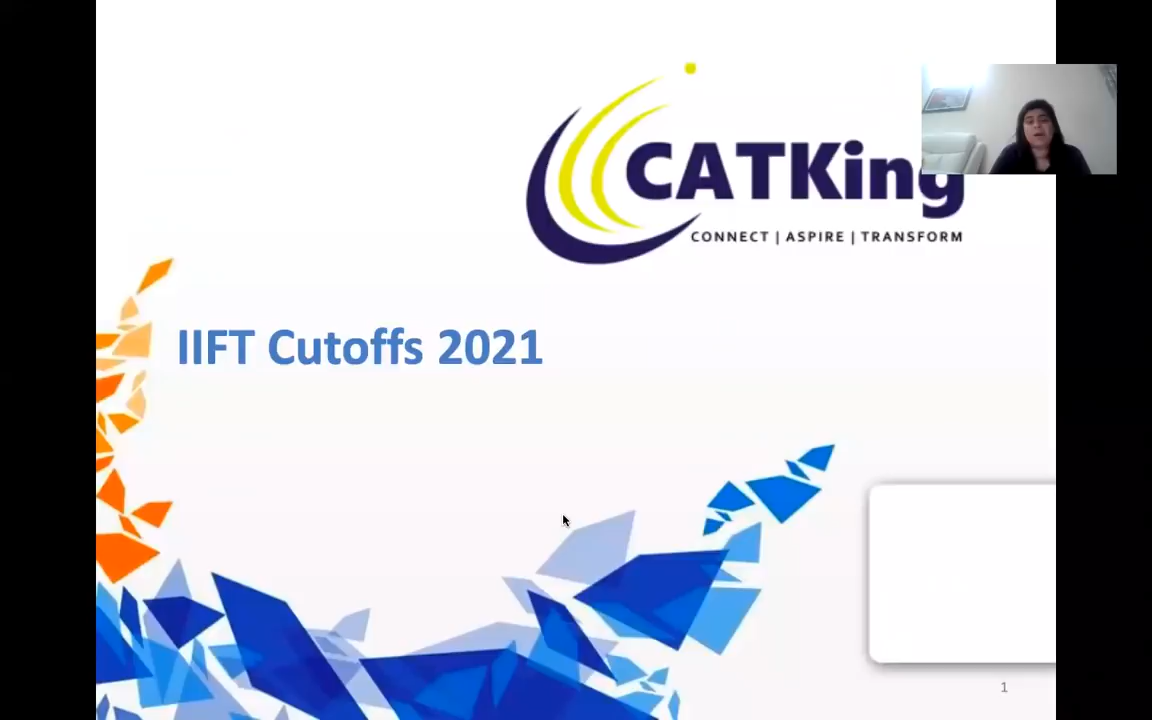 CATKing
CONNECT | ASPIRE | TRANSFORM
IIFT Cutoffs 2021
1